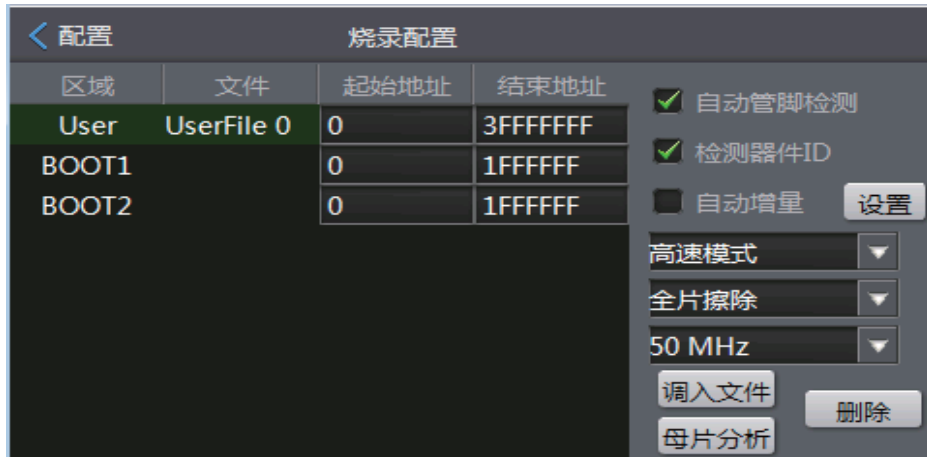 配置 烧录配置
区域 文件 起始地址 结束地址
User UserFile 0 0 3FFFFFFF
BOOT1 0 1FFFFFF
BOOT2 0 1FFFFFF
自动管脚检测
检测器件ID
自动增量 设置
高速模式
全片擦除
50 MHz
调入文件
删除
母片分析